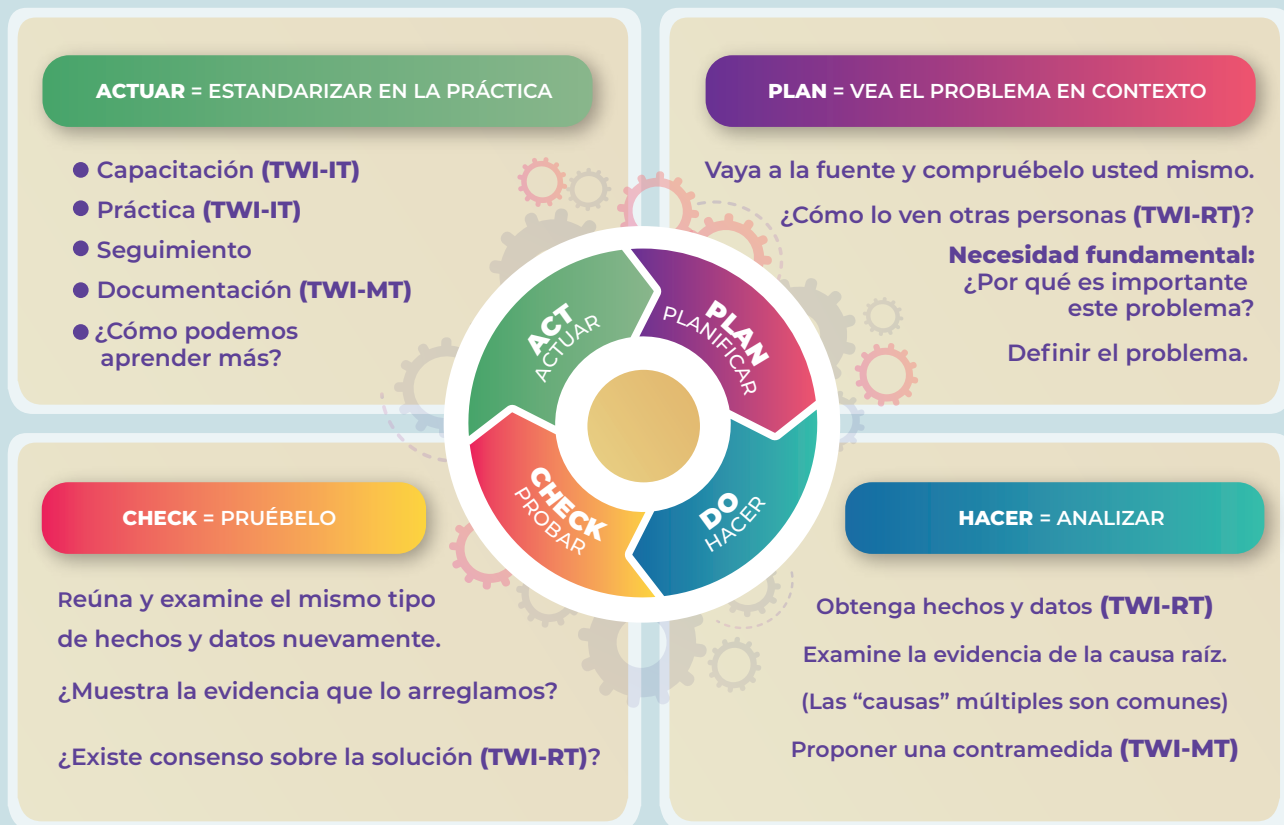 ACTUAR = ESTANDARIZAR EN LA PRÁCTICA
● Capacitación (TWI-IT)
● Práctica (TWI-IT)
● Seguimiento
● Documentación (TWI-MT)
● ¿Cómo podemos
aprender más?
PLAN = VEA EL PROBLEMA EN CONTEXTO
Vaya a la fuente y compruébelo usted mismo.
¿Cómo lo ven otras personas (TWI-RT)?
Necesidad fundamental:
¿Por qué es importante
este problema?
Definir el problema.
ACT
ACTUAR
PLAN
PLANIFICAR
CHECK
PROBAR
DO
HACER
CHECK = PRUÉBELO
Reúna y examine el mismo tipo
de hechos y datos nuevamente.
¿Muestra la evidencia que lo arreglamos?
¿Existe consenso sobre la solución (TWI-RT)?
HACER = ANALIZAR
Obtenga hechos y datos (TWI-RT)
Examine la evidencia de la causa raíz.
(Las “causas” múltiples son comunes)
Proponer una contramedida (TWI-MT)